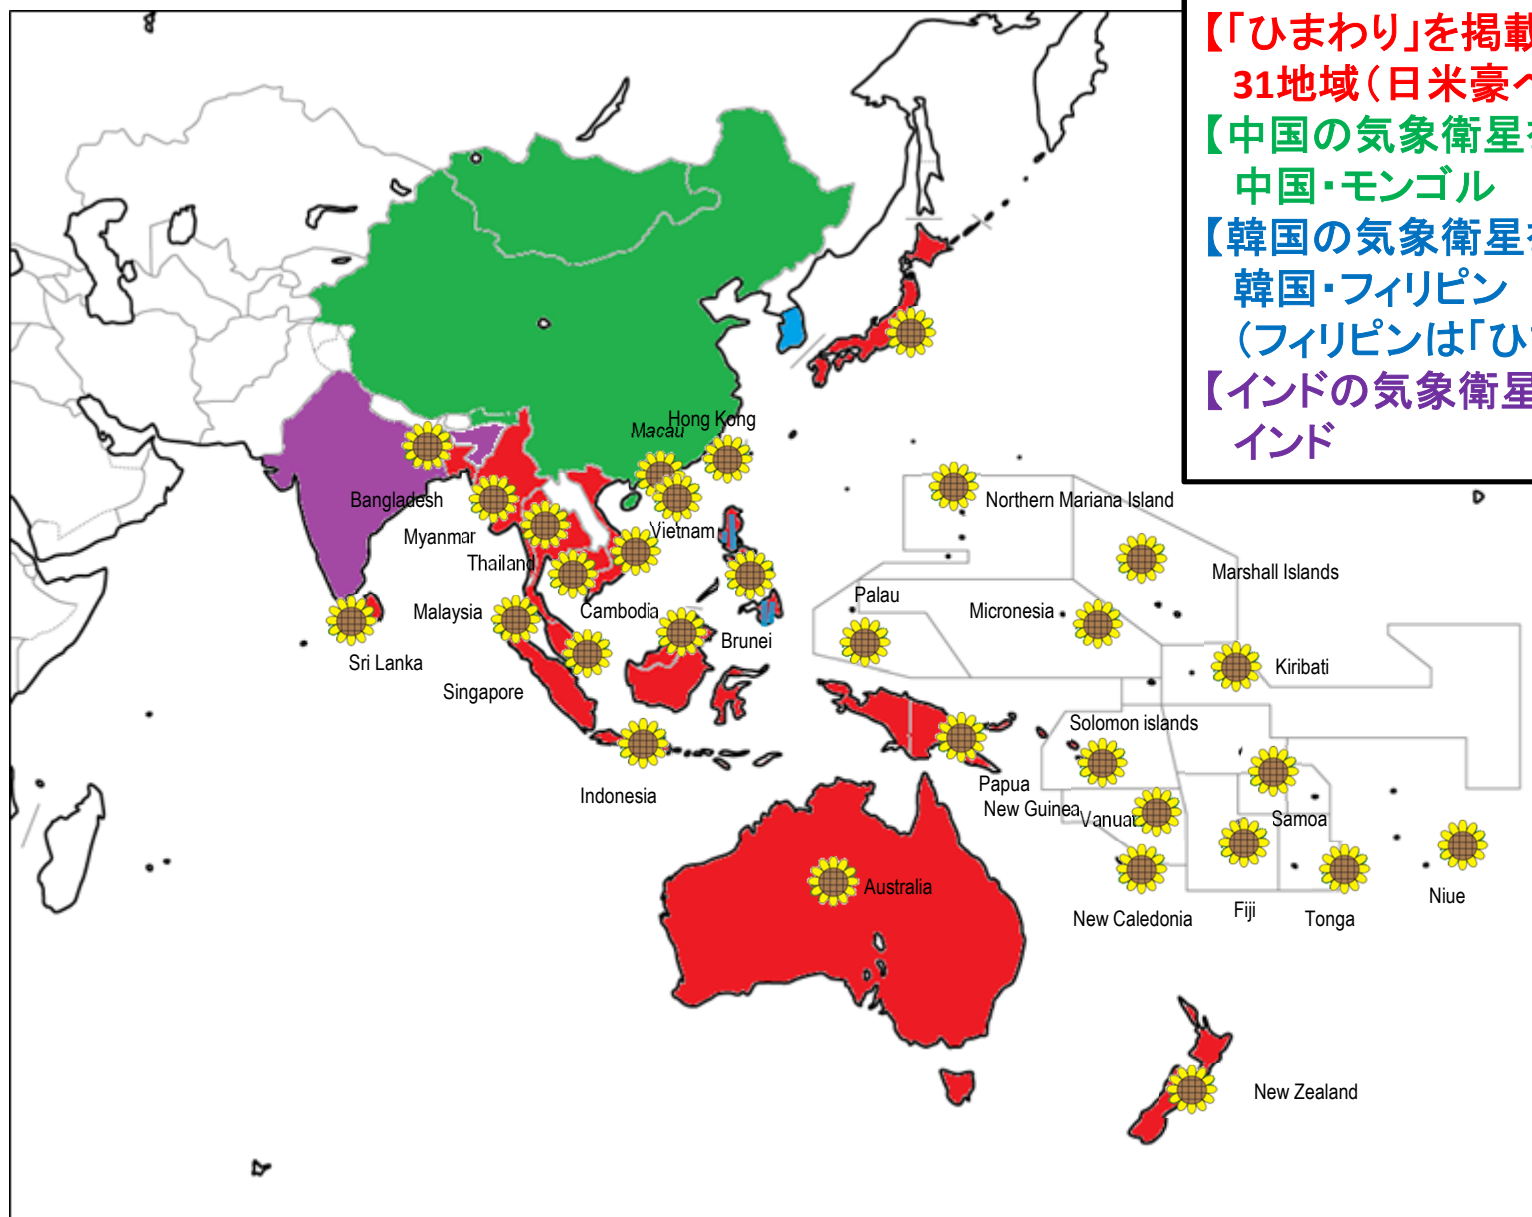 【「ひまわり」を掲載
31地域（日米豪へ
【中国の気象衛星を
中国・モンゴル
【韓国の気象衛星を
韓国・フィリピン
（フィリピンは「ひ
【インドの気象衛星
インド
Hong Kong
Macau
Bangladesh
Northern Mariana Island
Myanmar
Vietnam
Thailand
Marshall Islands
Palau
Malaysia
Cambodia
Micronesia
Brunei
Sri Lanka
Kiribati
Singapore
Solomon islands
Papua
New Guinea
Indonesia
Vanua
Samoa
Australia
Niue
New Caledonia
Fiji
Tonga
New Zealand